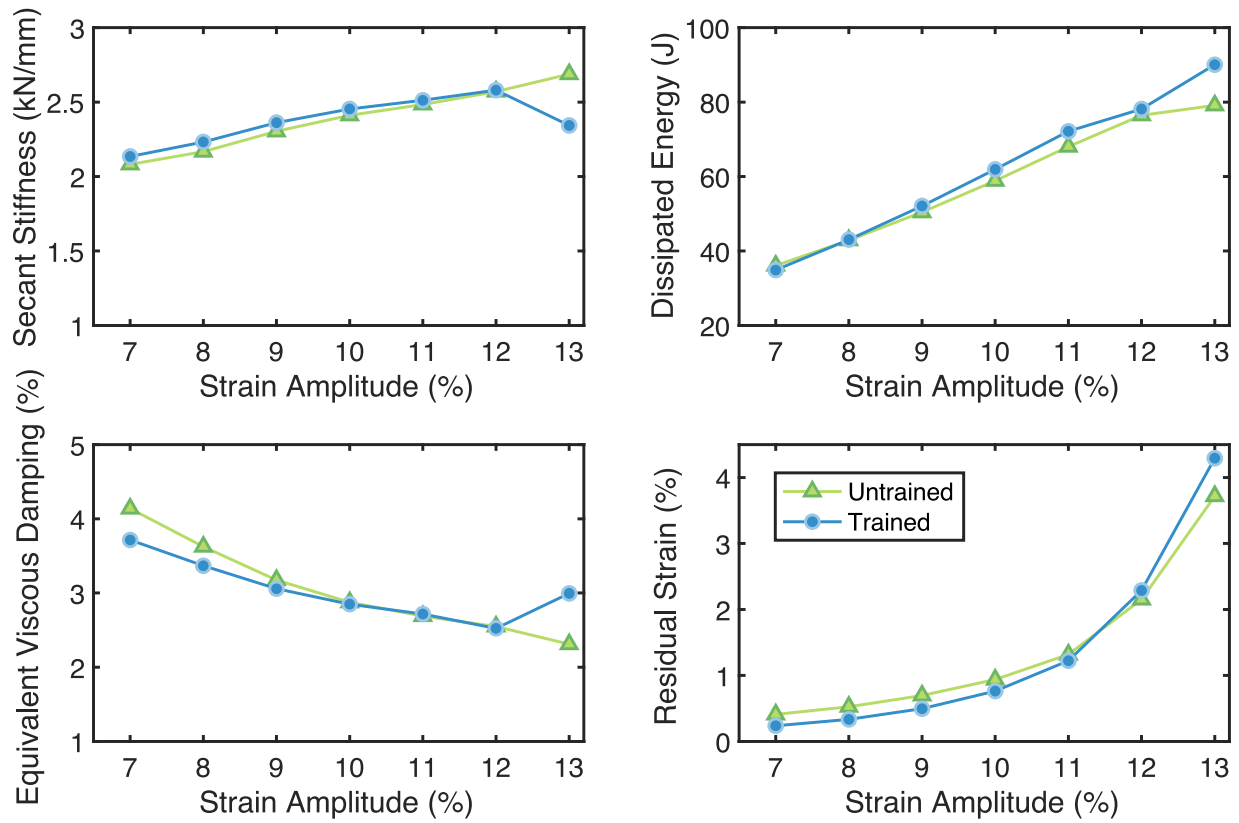 Secant Stiffness (kN/mm)
3
2.5
2
1.5
1
7 8 9 10 11 12 13
Strain Amplitude (%)
Dissipated Energy (J)
100
80
60
40
20
7 8 9 10 11 12 13
Strain Amplitude (%)
Equivalent Viscous Damping (%)
5
4
3
2
1
7 8 9 10 11 12 13
Strain Amplitude (%)
Residual Strain (%)
4
3
2
1
0
Untrained
Trained
7 8 9 10 11 12 13
Strain Amplitude (%)